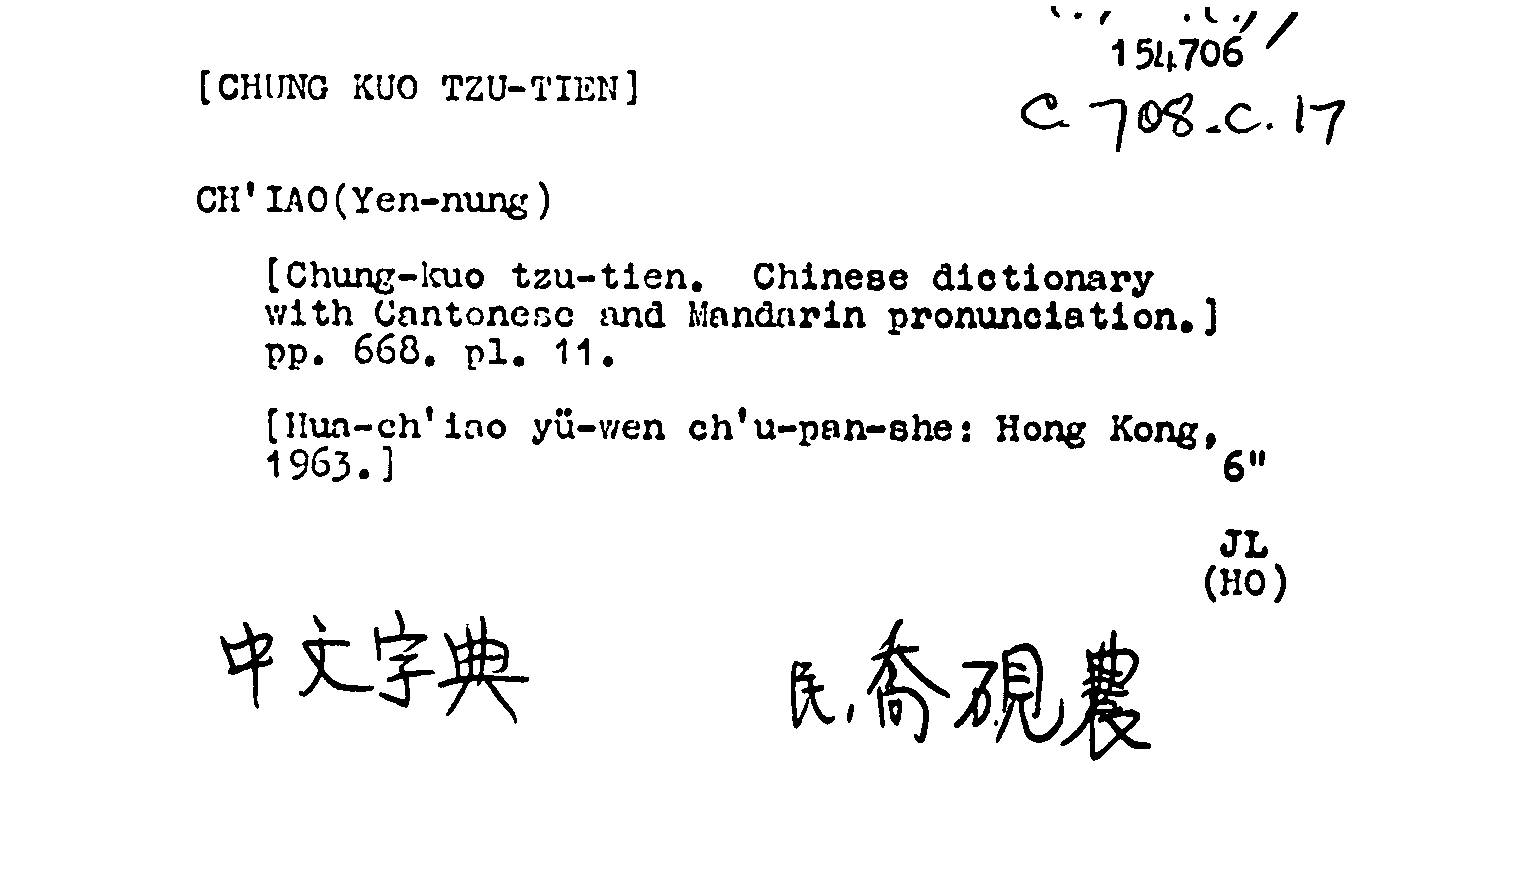 154706
[CHUNG KUO TZU-TIEN]
C.708.c.17
CH'IAO(Yen-nung)
[Chung-kuo tzu-tien. Chinese dictionary
with Cantonese and Mandarin pronunciation.]
pp. 668. pl. 11.
[Hua-ch'iao yü-wen ch'u-pan-she: Hong Kong,
1963.]
6"
JL
(HO)
中文字典
民,喬硯農